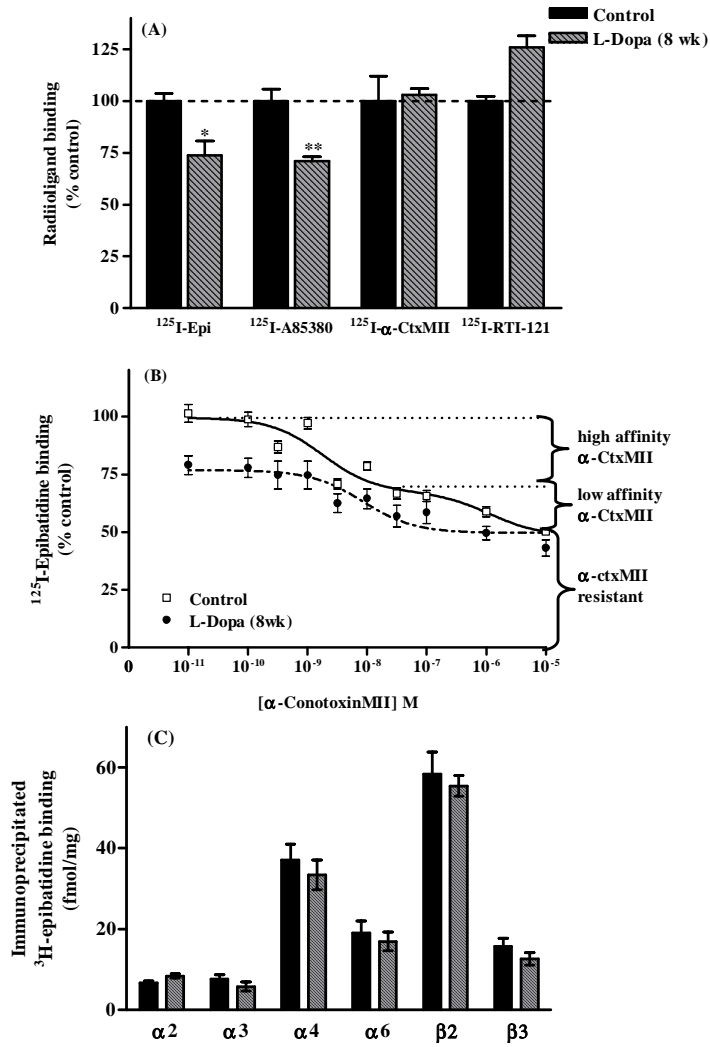 Control
L-Dopa (8 wk)
(A)
Radiioligand binding
(% control)
125
100
75
50
25
0
*
**
¹²⁵I-Epi
¹²⁵I-A85380
¹²⁵I-α-CtxMII
¹²⁵I-RTI-121
(B)
¹²⁵I-Epibatidine binding
(% control)
100
75
50
25
0
high affinity
α-CtxMII
low affinity
α-CtxMII
α-ctxMII
resistant
Control
L-Dopa (8wk)
0
10⁻¹¹
10⁻¹⁰
10⁻⁹
10⁻⁸
10⁻⁷
10⁻⁶
10⁻⁵
[α-ConotoxinMII] M
(C)
Immunoprecipitated
³H-epibatidine binding
(fmol/mg)
60
40
20
0
α2
α3
α4
α6
β2
β3